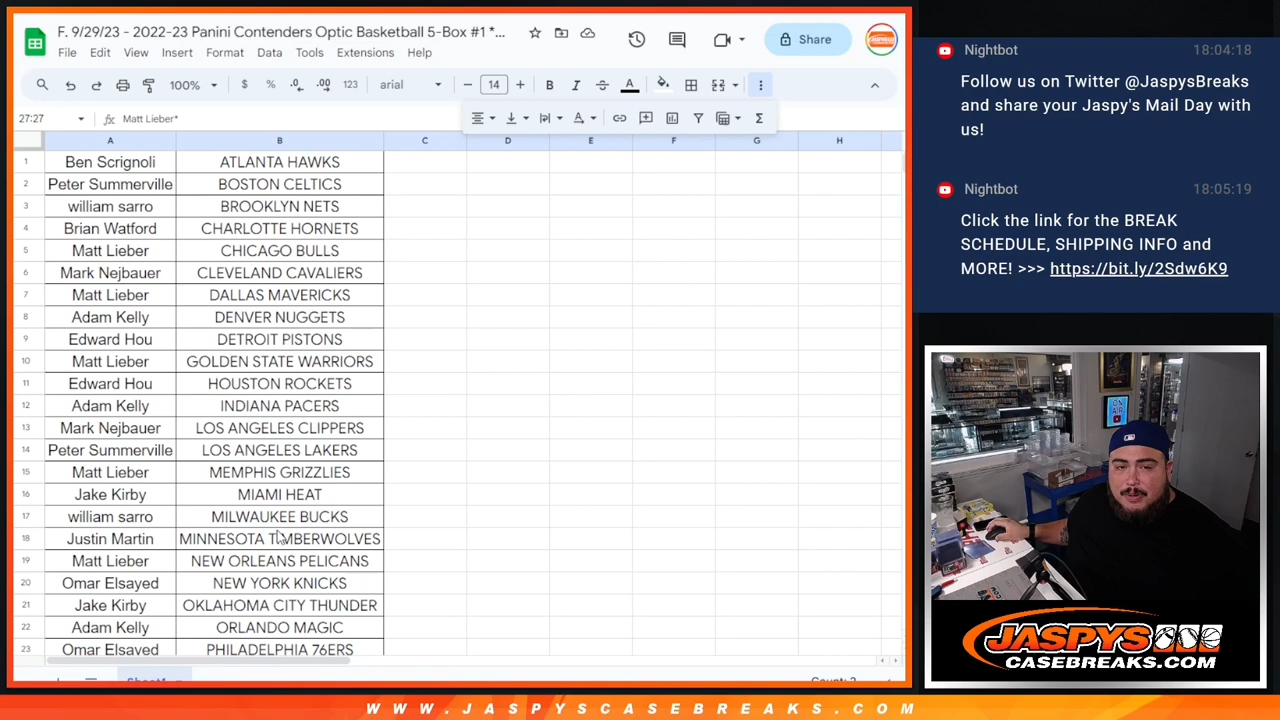 F. 9/29/23 - 2022-23 Panini Contenders Optic Basketball 5-Box #1 *...
File Edit View Insert Format Data Tools Extensions Help
Share
100% $ % .0 .00 123 arial 14 B I A
27:27 fx Matt Lieber*
A B C D E F G H
1 Ben Scrignoli ATLANTA HAWKS
2 Peter Summerville BOSTON CELTICS
3 william sarro BROOKLYN NETS
4 Brian Watford CHARLOTTE HORNETS
5 Matt Lieber CHICAGO BULLS
6 Mark Nejbauer CLEVELAND CAVALIERS
7 Matt Lieber DALLAS MAVERICKS
8 Adam Kelly DENVER NUGGETS
9 Edward Hou DETROIT PISTONS
10 Matt Lieber GOLDEN STATE WARRIORS
11 Edward Hou HOUSTON ROCKETS
12 Adam Kelly INDIANA PACERS
13 Mark Nejbauer LOS ANGELES CLIPPERS
14 Peter Summerville LOS ANGELES LAKERS
15 Matt Lieber MEMPHIS GRIZZLIES
16 Jake Kirby MIAMI HEAT
17 william sarro MILWAUKEE BUCKS
18 Justin Martin MINNESOTA TIMBERWOLVES
19 Matt Lieber NEW ORLEANS PELICANS
20 Omar Elsayed NEW YORK KNICKS
21 Jake Kirby OKLAHOMA CITY THUNDER
22 Adam Kelly ORLANDO MAGIC
23 Omar Elsayed PHILADELPHIA 76ERS
Sheet1
Nightbot 18:04:18
Follow us on Twitter @JaspysBreaks
and share your Jaspy's Mail Day with
us!
Nightbot 18:05:19
Click the link for the BREAK
SCHEDULE, SHIPPING INFO and
MORE! >>> https://bit.ly/2Sdw6K9
ON
AIR
JASPYS
CASEBREAKS.COM
WWW.JASPYSCASEBREAKS.COM